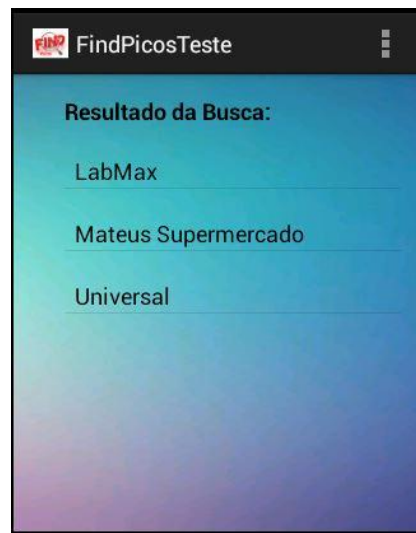 FIND
FindPicosTeste
Resultado da Busca:
LabMax
Mateus Supermercado
Universal